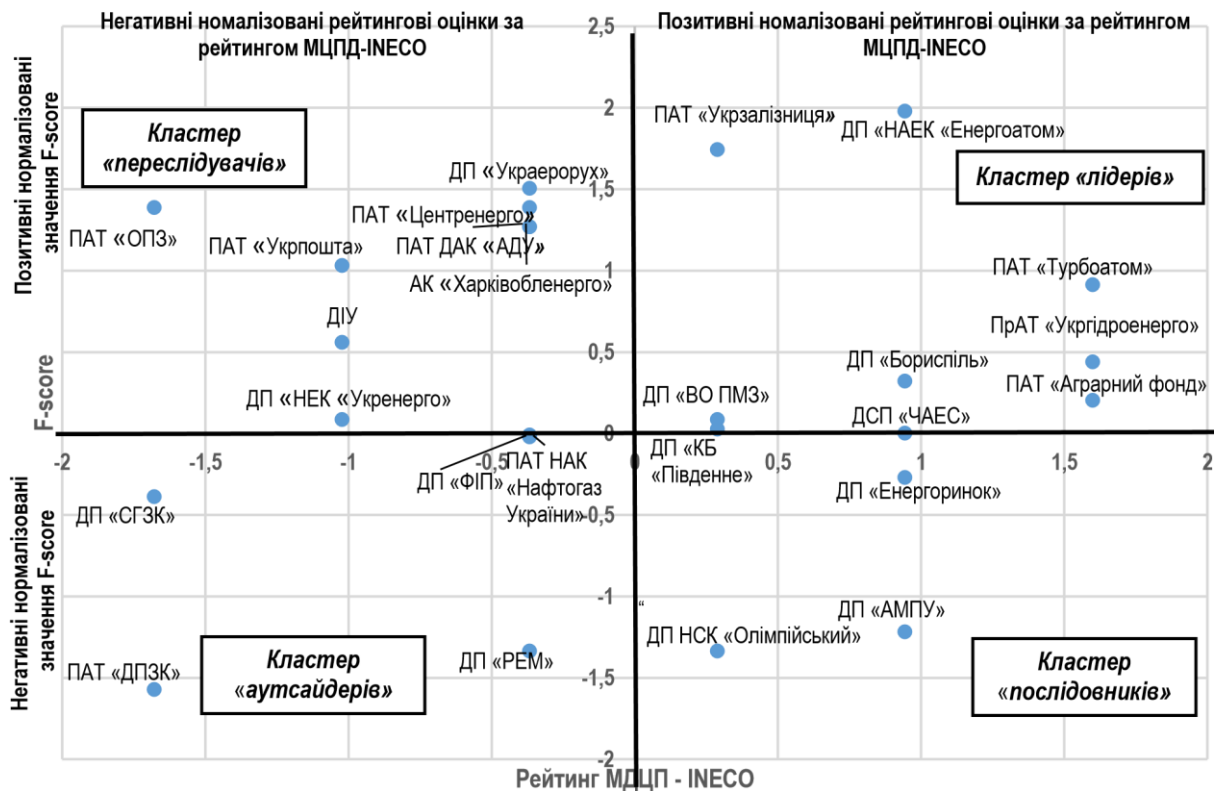 Негативні номалізовані рейтингові оцінки за
рейтингом МЦПД-INECO
Позитивні номалізовані рейтингові оцінки за рейтингом
МЦПД-INECO
2,5
2
1,5
1
0,5
0
-0,5
-1
-1,5
-2
Позитивні нормалізовані
значення F-score
F-score
Негативні нормалізовані
значення F-score
Кластер
«переслідувачів»
ПАТ «Укрзалізниця»
ДП «НАЕК «Енергоатом»
Кластер «лідерів»
ДП «Украерорух»
ПАТ «ОПЗ»
ПАТ «Укрпошта»
ПАТ «Центренерго»
ПАТ ДАК «АДУ»
АК «Харківобленерго»
ПАТ «Турбоатом»
ДІУ
ПрАТ «Укргідроенерго»
ДП «НЕК «Укренерго»
ДП «Бориспіль»
ДП «ВО ПМЗ»
ПАТ «Аграрний фонд»
ДСП «ЧАЕС»
-2
-1,5
-1
-0,5
0
0,5
1
1,5
2
ДП «ФІП»
ПАТ НАК
«Нафтогаз
України»
ДП «КБ
«Південне»
ДП «Енергоринок»
ДП «СГЗК»
“
ДП «АМПУ»
ДП НСК «Олімпійський»
ДП «РЕМ»
ПАТ «ДПЗК»
Кластер
«аутсайдерів»
Кластер
«послідовників»
Рейтинг МДЦП - INECO